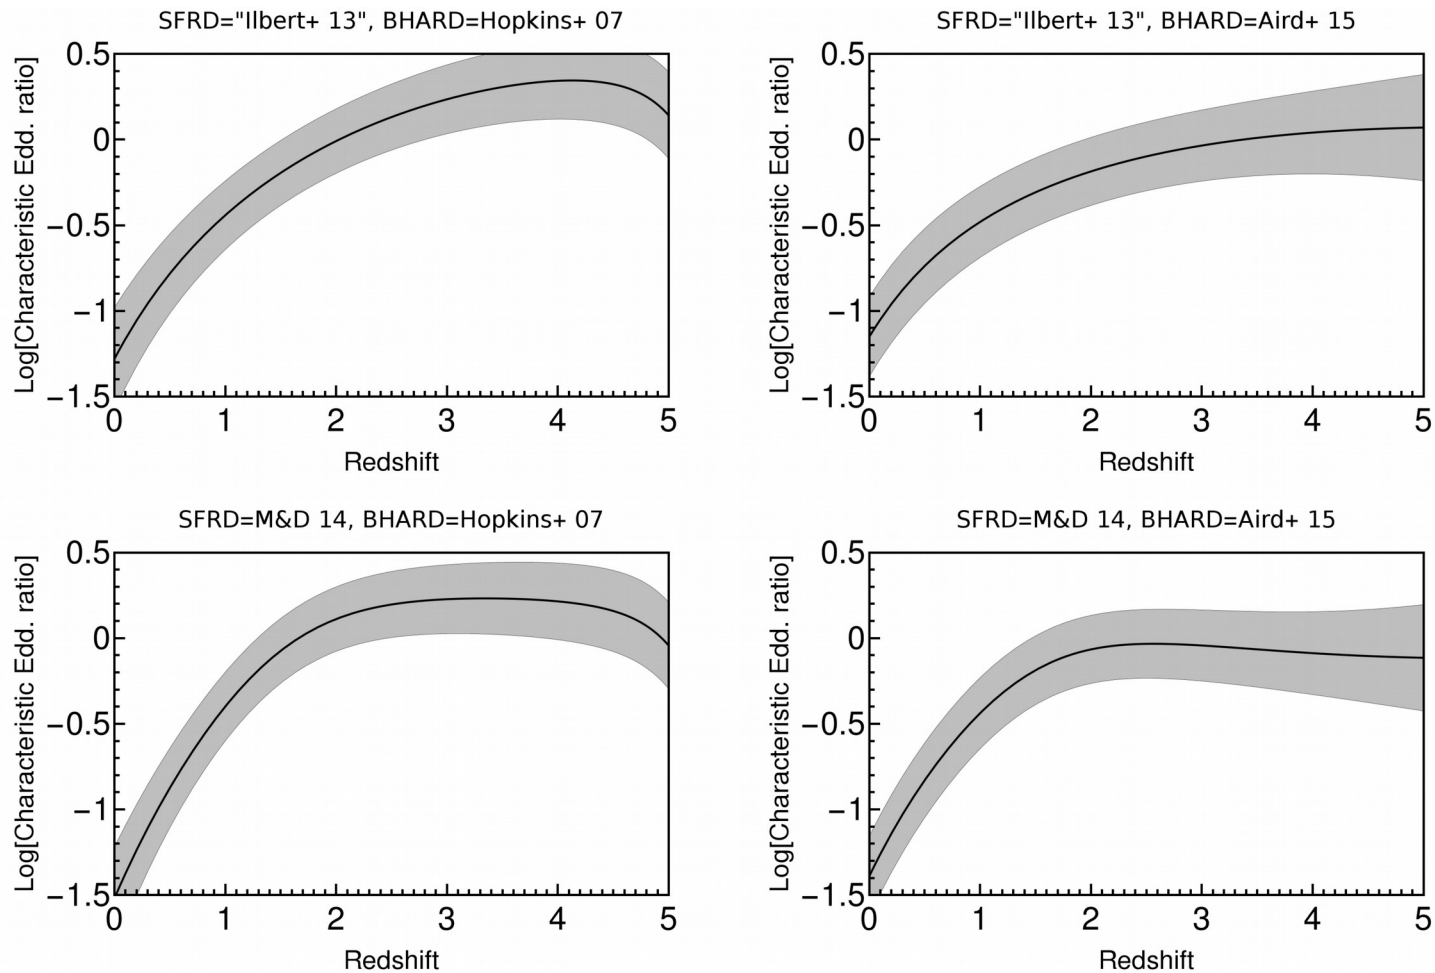 SFRD="Ilbert+ 13", BHARD=Hopkins+ 07
Log[Characteristic Edd. ratio]
0.5
0
−0.5
−1
−1.5
0 1 2 3 4 5
Redshift
SFRD="Ilbert+ 13", BHARD=Aird+ 15
Log[Characteristic Edd. ratio]
0.5
0
−0.5
−1
−1.5
0 1 2 3 4 5
Redshift
SFRD=M&D 14, BHARD=Hopkins+ 07
Log[Characteristic Edd. ratio]
0.5
0
−0.5
−1
−1.5
0 1 2 3 4 5
Redshift
SFRD=M&D 14, BHARD=Aird+ 15
Log[Characteristic Edd. ratio]
0.5
0
−0.5
−1
−1.5
0 1 2 3 4 5
Redshift